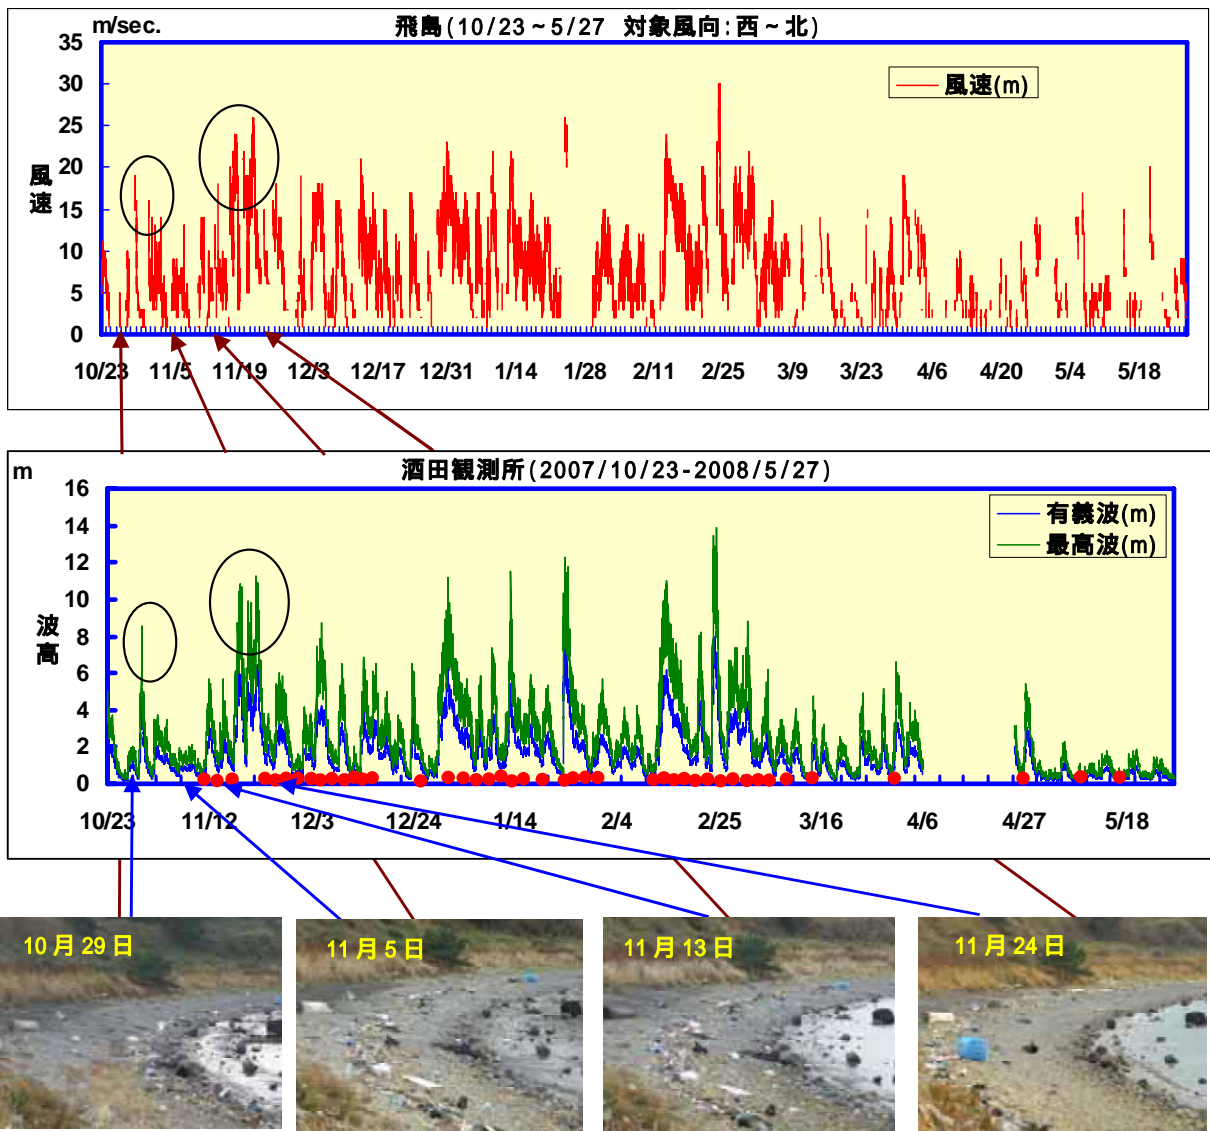 m/sec.
飛島(10/23～5/27 対象風向:西～北)
35
30
25
20
15
10
5
0
風速
風速(m)
10/23 11/5 11/19 12/3 12/17 12/31 1/14 1/28 2/11 2/25 3/9 3/23 4/6 4/20 5/4 5/18
m
酒田観測所(2007/10/23-2008/5/27)
16
14
12
10
8
6
4
2
0
波高
有義波(m)
最高波(m)
10/23 11/12 12/3 12/24 1/14 2/4 2/25 3/16 4/6 4/27 5/18
10月29日
11月5日
11月13日
11月24日